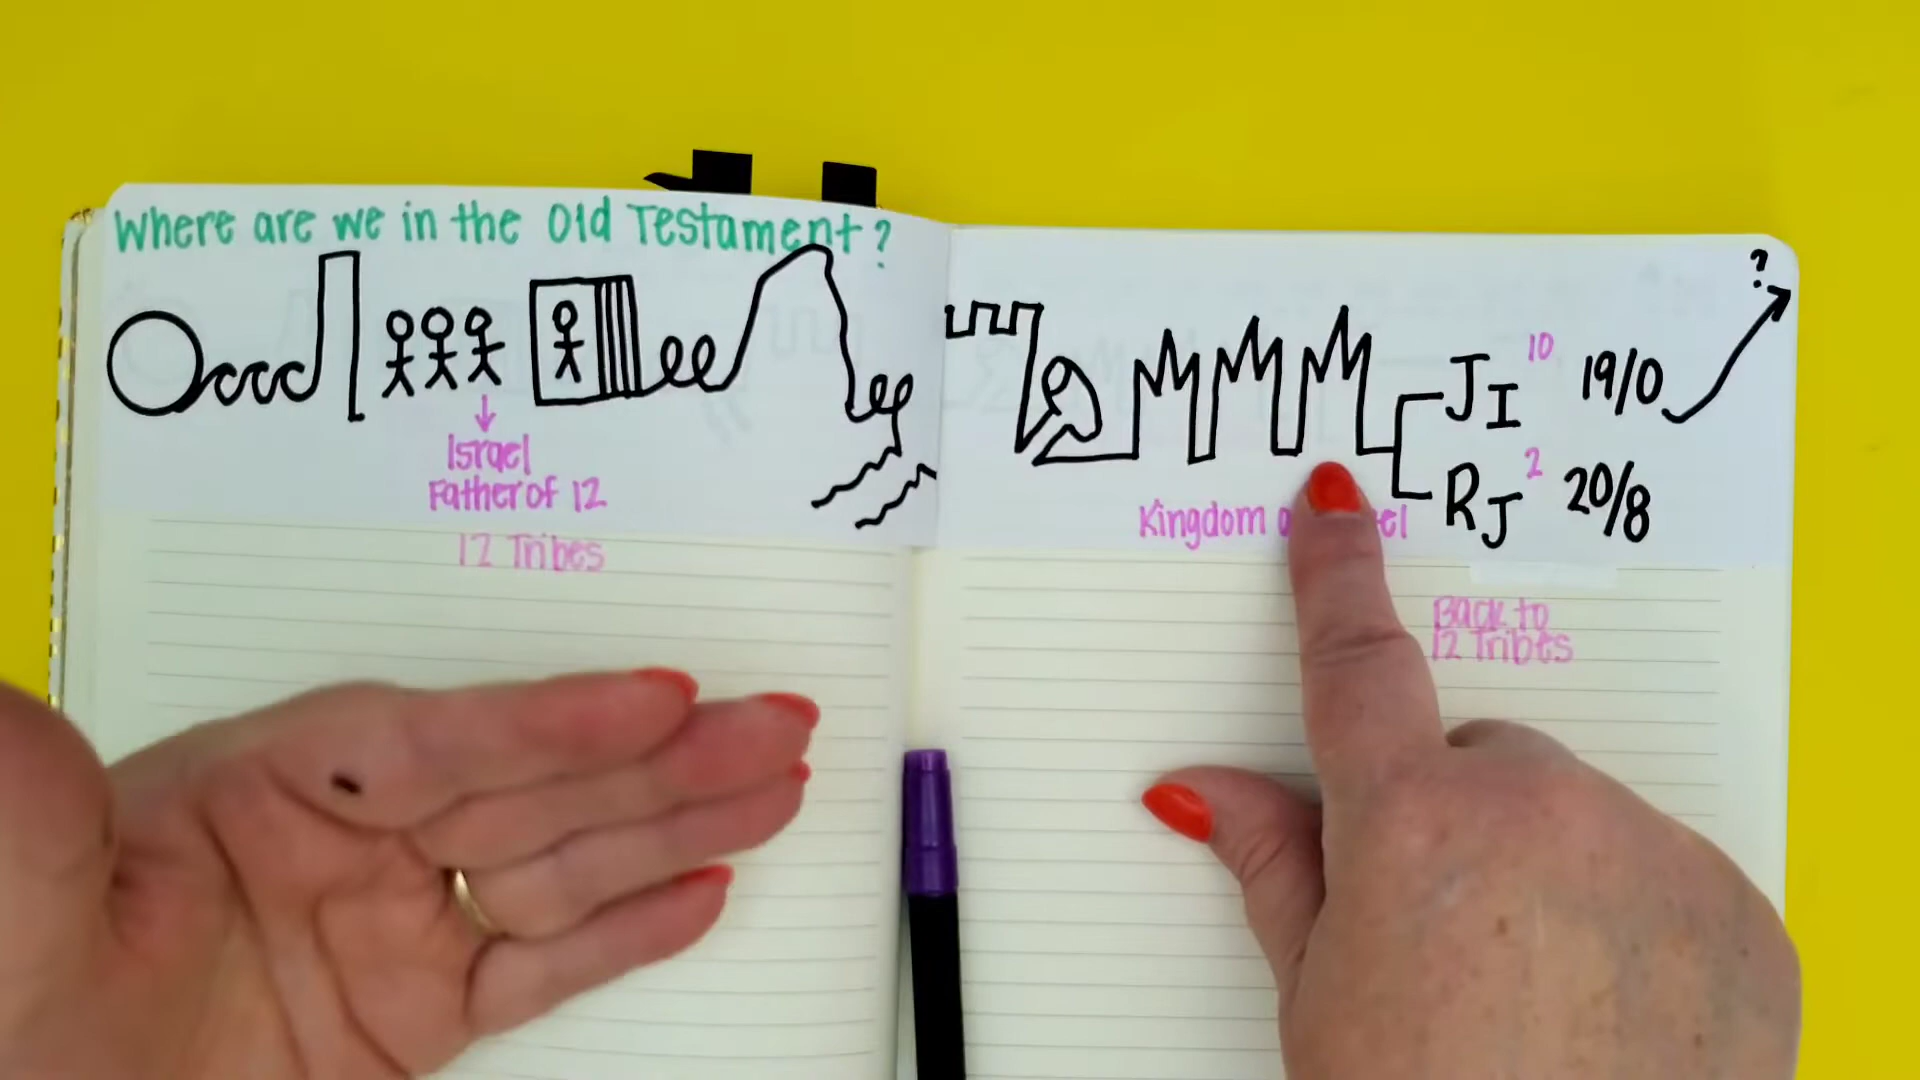 Where are we in the Old Testament?
Israel
Father of 12
12 Tribes
?
JI 10 19/0
RJ 2 20/8
Kingdom
Back to
12 Tribes